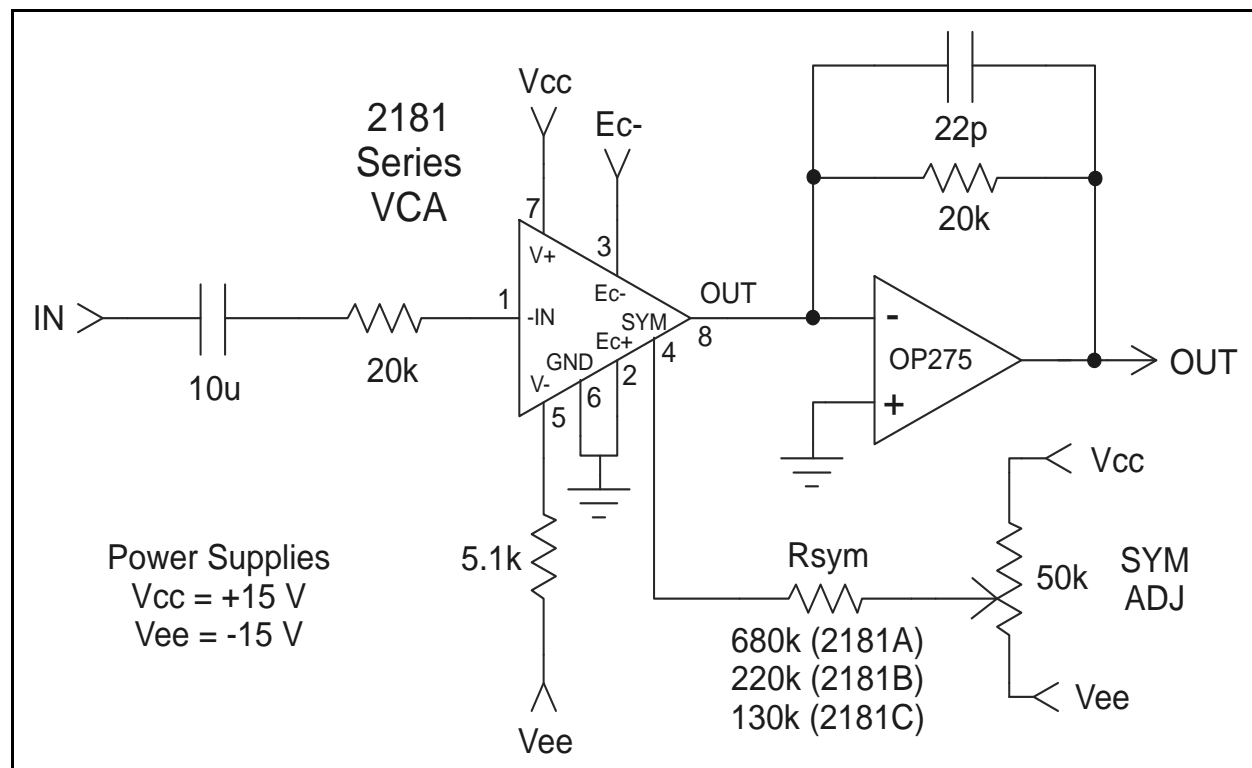 2181
Series
VCA
Vcc
Ec-
22p
20k
7
3
V+
Ec-
IN
10u
20k
1
-IN
SYM
Ec+
GND
V-
OUT
8
4
2
6
5
-
OP275
+
OUT
Power Supplies
Vcc = +15 V
Vee = -15 V
5.1k
Vee
Rsym
680k (2181A)
220k (2181B)
130k (2181C)
Vcc
50k
SYM
ADJ
Vee